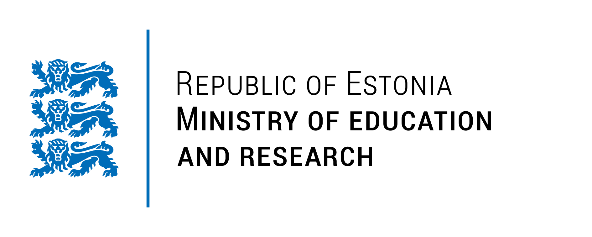 Republic of Estonia
Ministry of education
and research